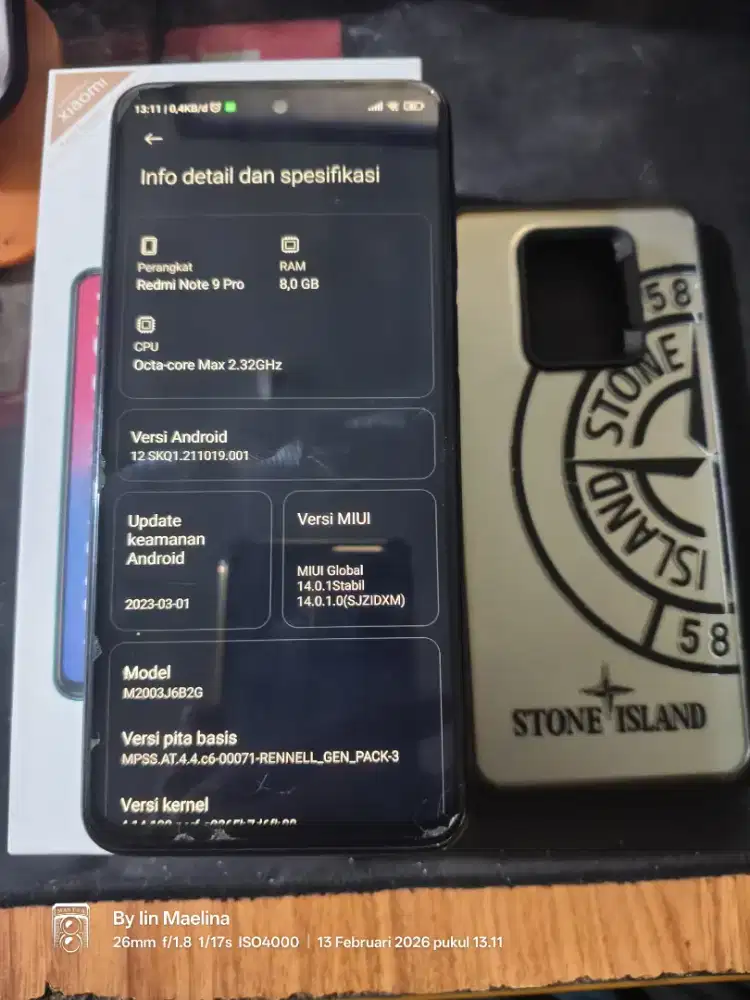 xiaomi
13:11 | 0,4KB/d
Info detail dan spesifikasi
Perangkat
Redmi Note 9 Pro
RAM
8,0 GB
CPU
Octa-core Max 2.32GHz
Versi Android
12 SKQ1.211019.001
Update
keamanan
Android
2023-03-01
Versi MIUI
MIUI Global
14.0.1Stabil
14.0.1.0(SJZIDXM)
Model
M2003J6B2G
Versi pita basis
MPSS.AT.4.4.c6-00071-RENNELL_GEN_PACK-3
Versi kernel
58
STONE
ISLAND
58
STONE ISLAND
By Iin Maelina
26mm f/1.8 1/17s ISO4000 | 13 Februari 2026 pukul 13.11